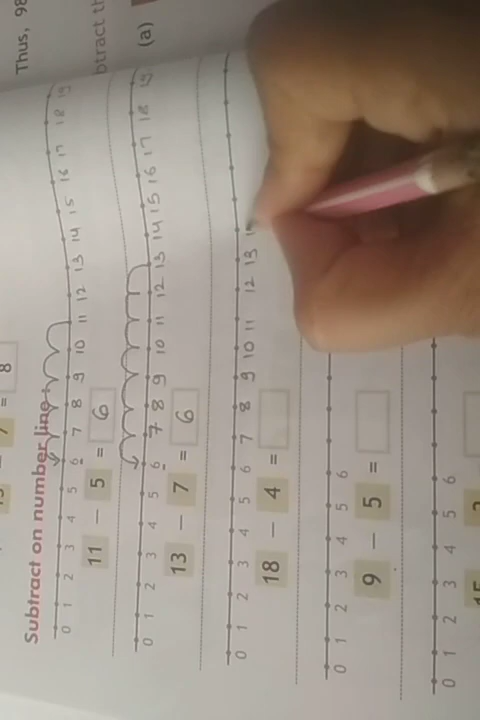 Thus, 98
btract th
(a)
= 8
Subtract on number line.
0 1 2 3 4 5 6 7 8 9 10 11 12 13 14 15 16 17 18 19
11 − 5 = 6
0 1 2 3 4 5 6 7 8 9 10 11 12 13 14 15 16 17 18 19
13 − 7 = 6
0 1 2 3 4 5 6 7 8 9 10 11 12 13
18 − 4 =
0 1 2 3 4 5 6
9 − 5 =
0 1 2 3 4 5 6